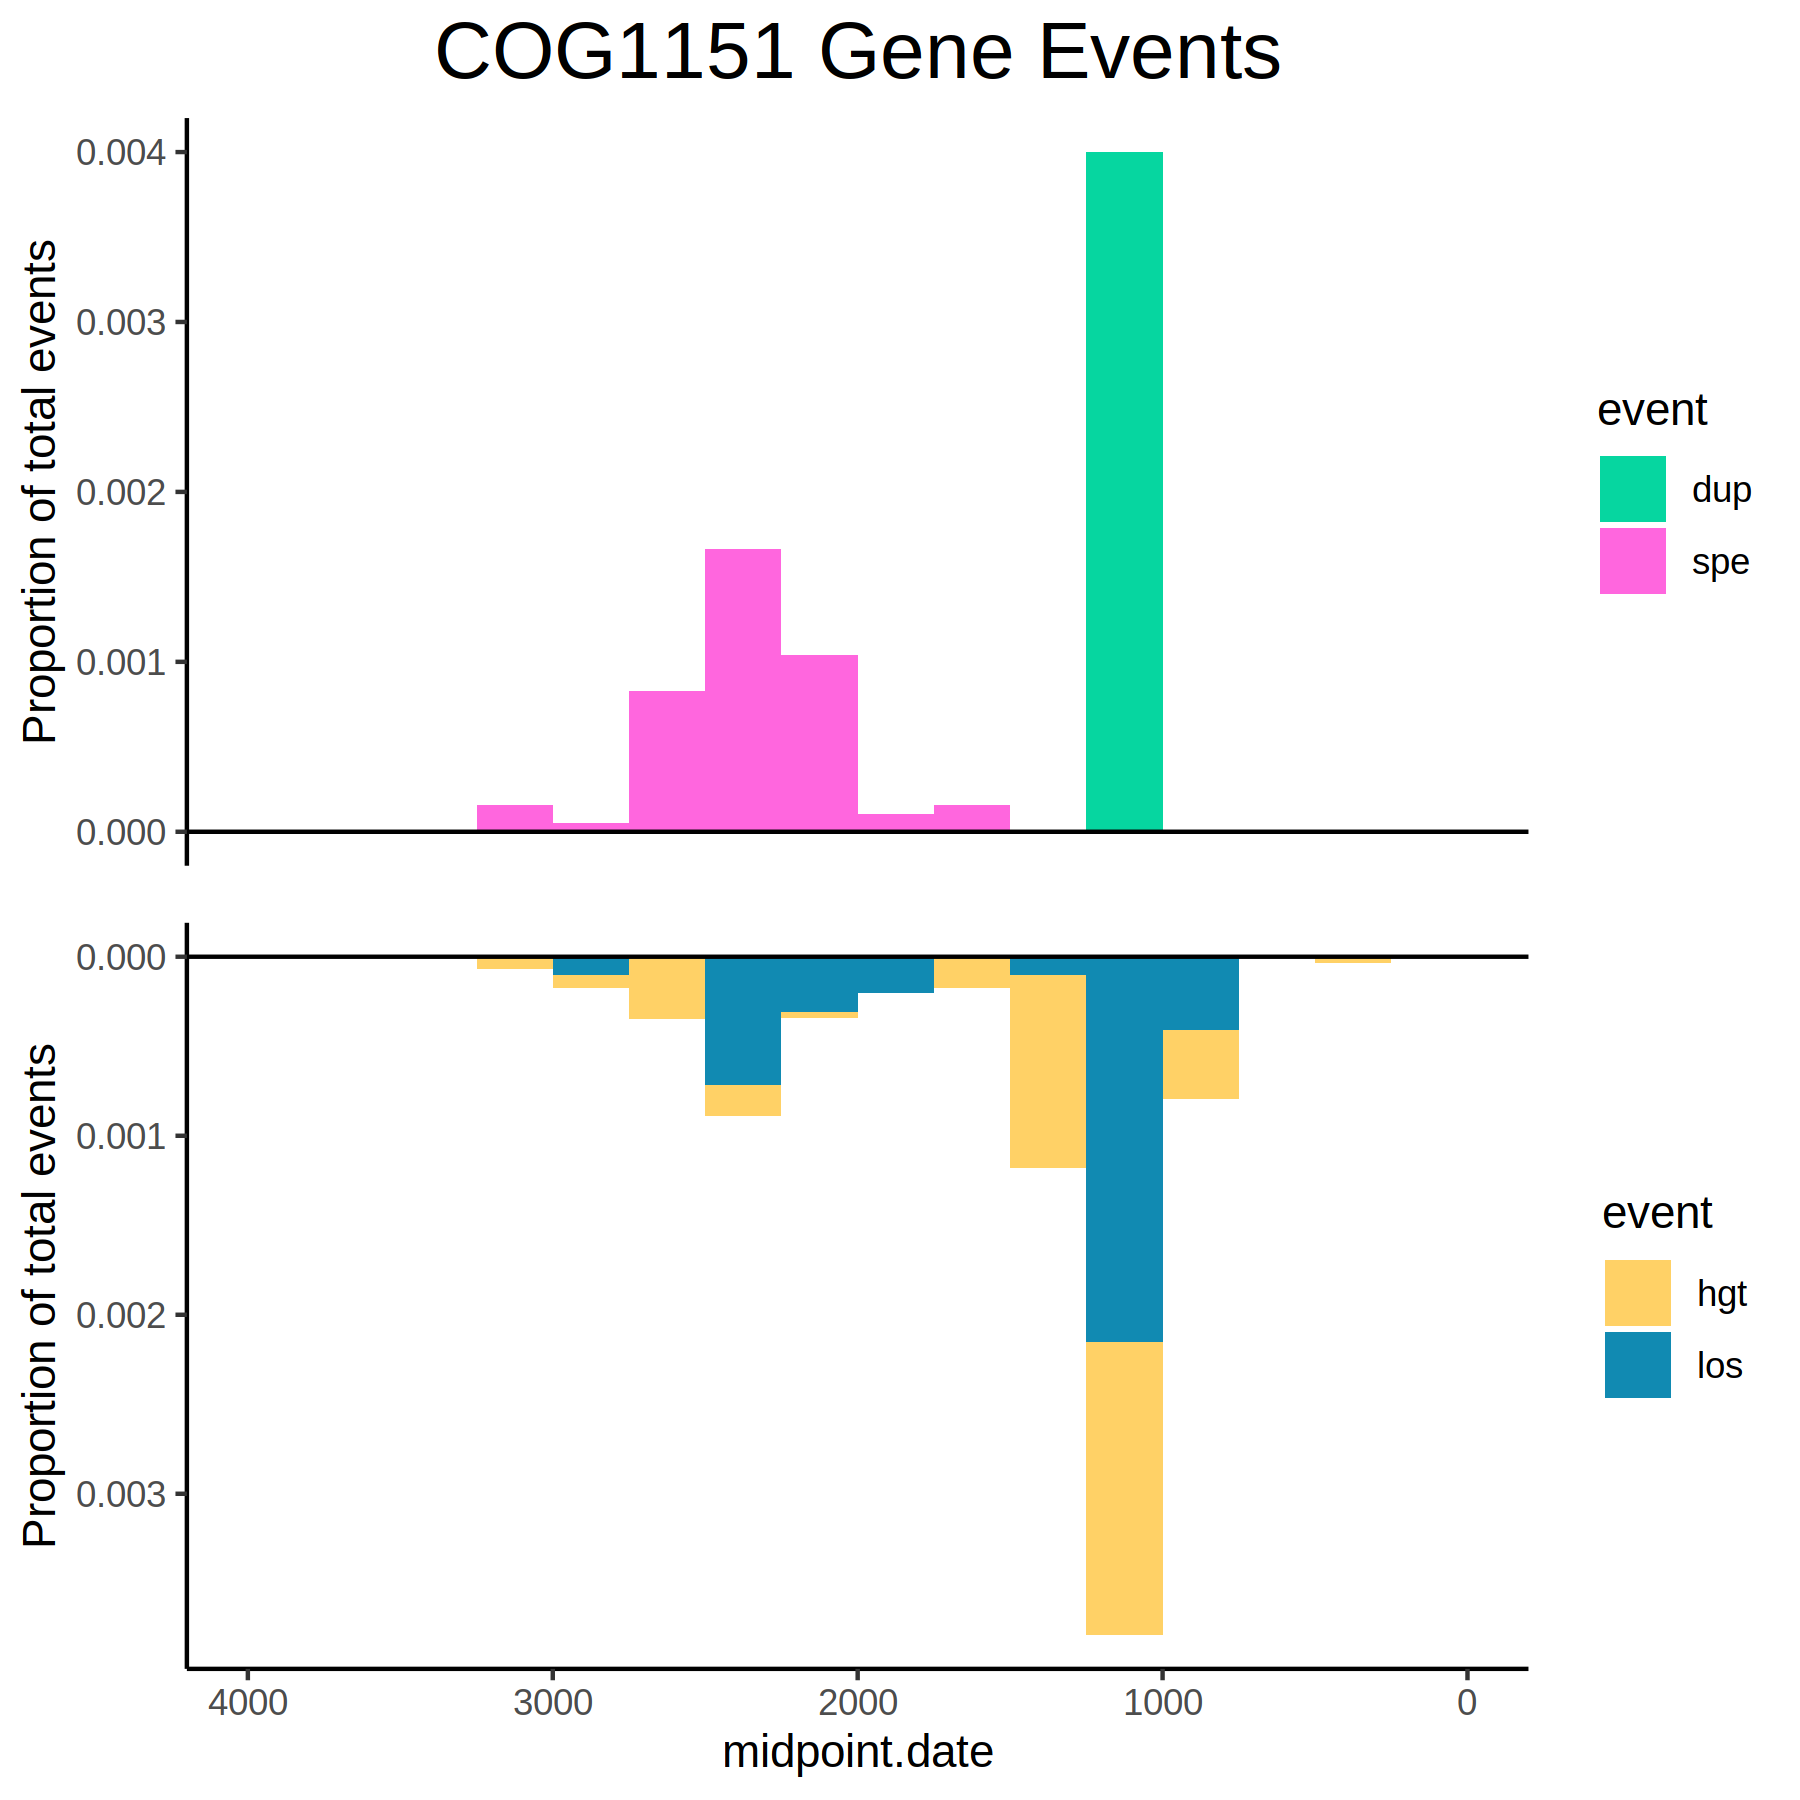 COG1151 Gene Events
Proportion of total events
0.004
0.003
0.002
0.001
0.000
event
dup
spe
Proportion of total events
0.000
0.001
0.002
0.003
event
hgt
los
4000 3000 2000 1000 0
midpoint.date